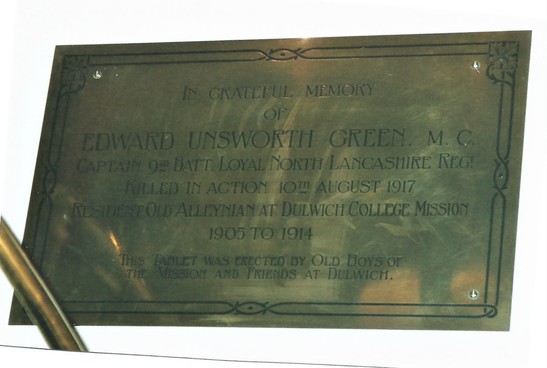 IN GRATEFUL MEMORY
OF
EDWARD UNSWORTH GREEN. M.C.
CAPTAIN 9TH BATT. LOYAL NORTH LANCASHIRE REGT
KILLED IN ACTION 10TH AUGUST 1917
RESIDENT OLD ALLEYNIAN AT DULWICH COLLEGE MISSION
1905 TO 1914
THIS TABLET WAS ERECTED BY OLD BOYS OF
THE MISSION AND FRIENDS AT DULWICH.